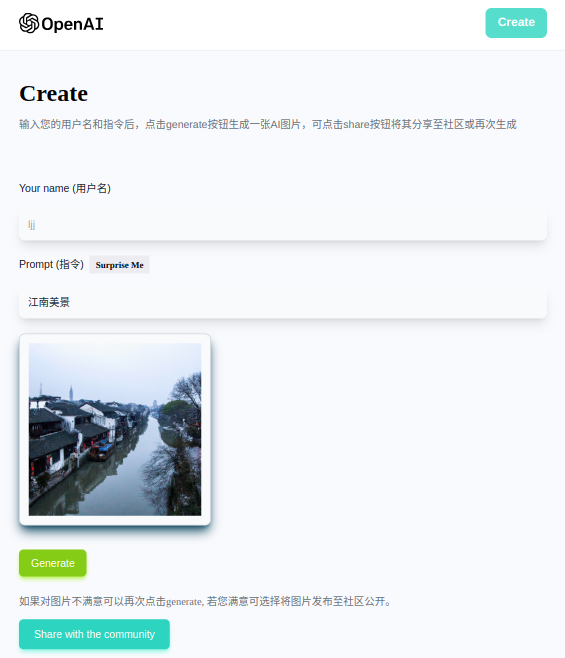 OpenAI
Create
Create
输入您的用户名和指令后，点击generate按钮生成一张AI图片，可点击share按钮将其分享至社区或再次生成
Your name (用户名)
ljj
Prompt (指令) Surprise Me
江南美景
Generate
如果对图片不满意可以再次点击generate, 若您满意可选择将图片发布至社区公开。
Share with the community